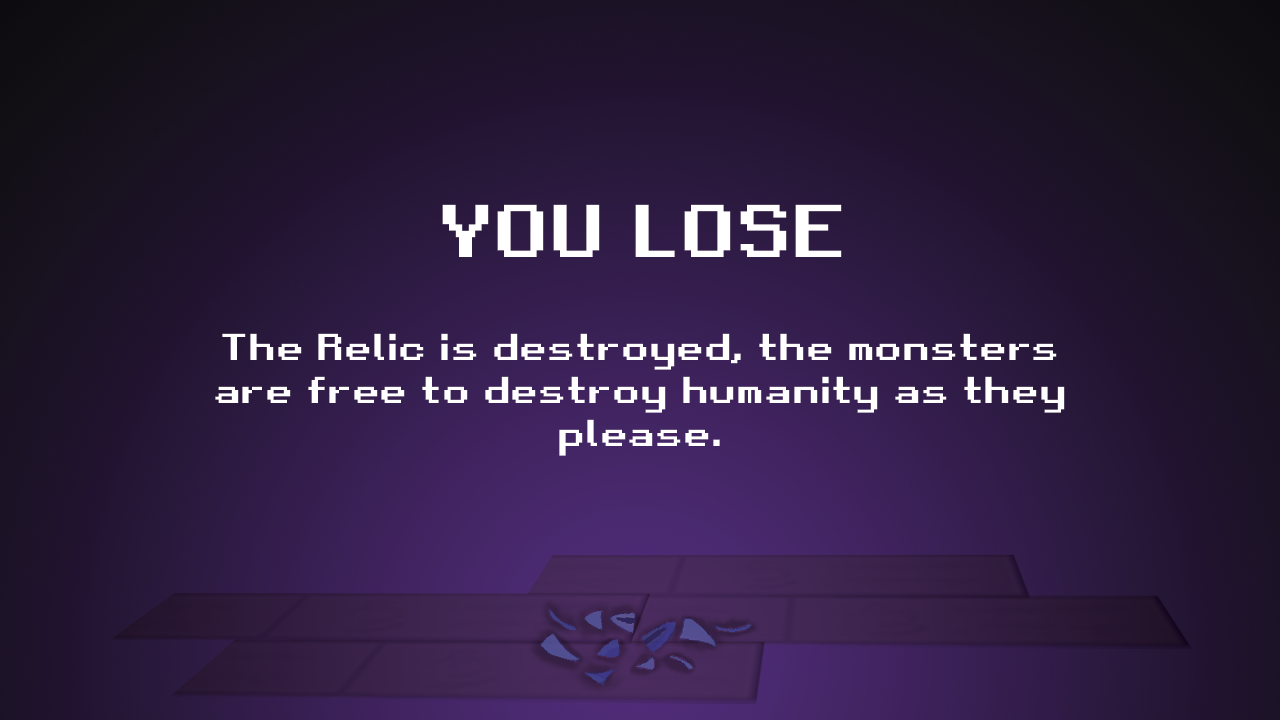 YOU LOSE
The Relic is destroyed, the monsters
are free to destroy humanity as they
please.